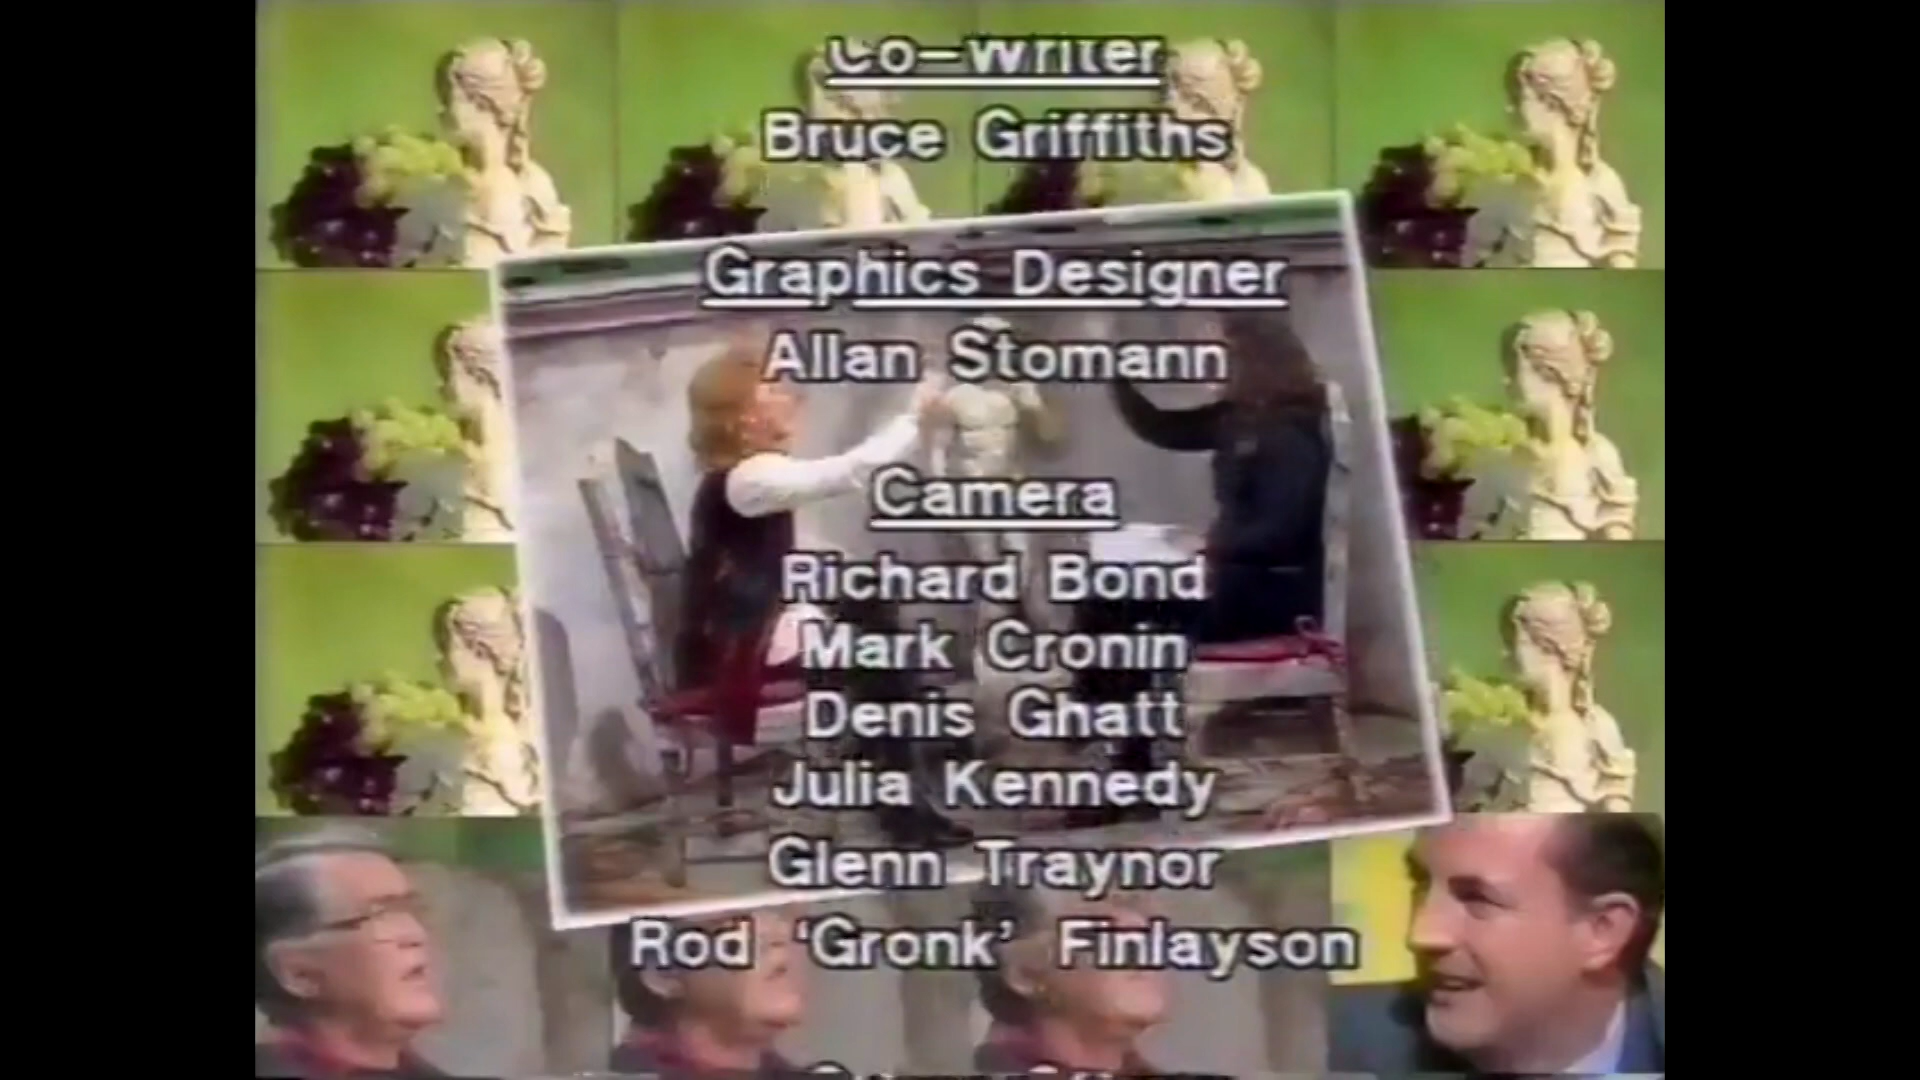 Co-Writer
Bruce Griffiths
Graphics Designer
Allan Stomann
Camera
Richard Bond
Mark Cronin
Denis Ghatt
Julia Kennedy
Glenn Traynor
Rod ‘Gronk’ Finlayson